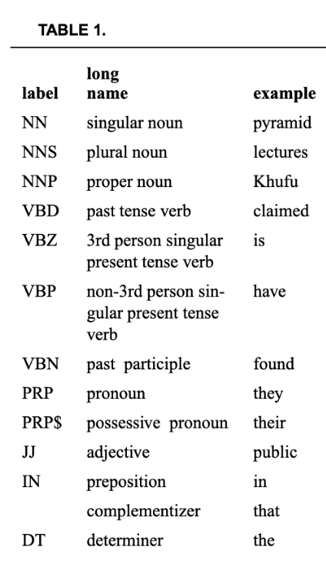 TABLE 1.
long
label name example
NN singular noun pyramid
NNS plural noun lectures
NNP proper noun Khufu
VBD past tense verb claimed
VBZ 3rd person singular is
present tense verb
VBP non-3rd person sin- have
gular present tense
verb
VBN past participle found
PRP pronoun they
PRP$ possessive pronoun their
JJ adjective public
IN preposition in
complementizer that
DT determiner the